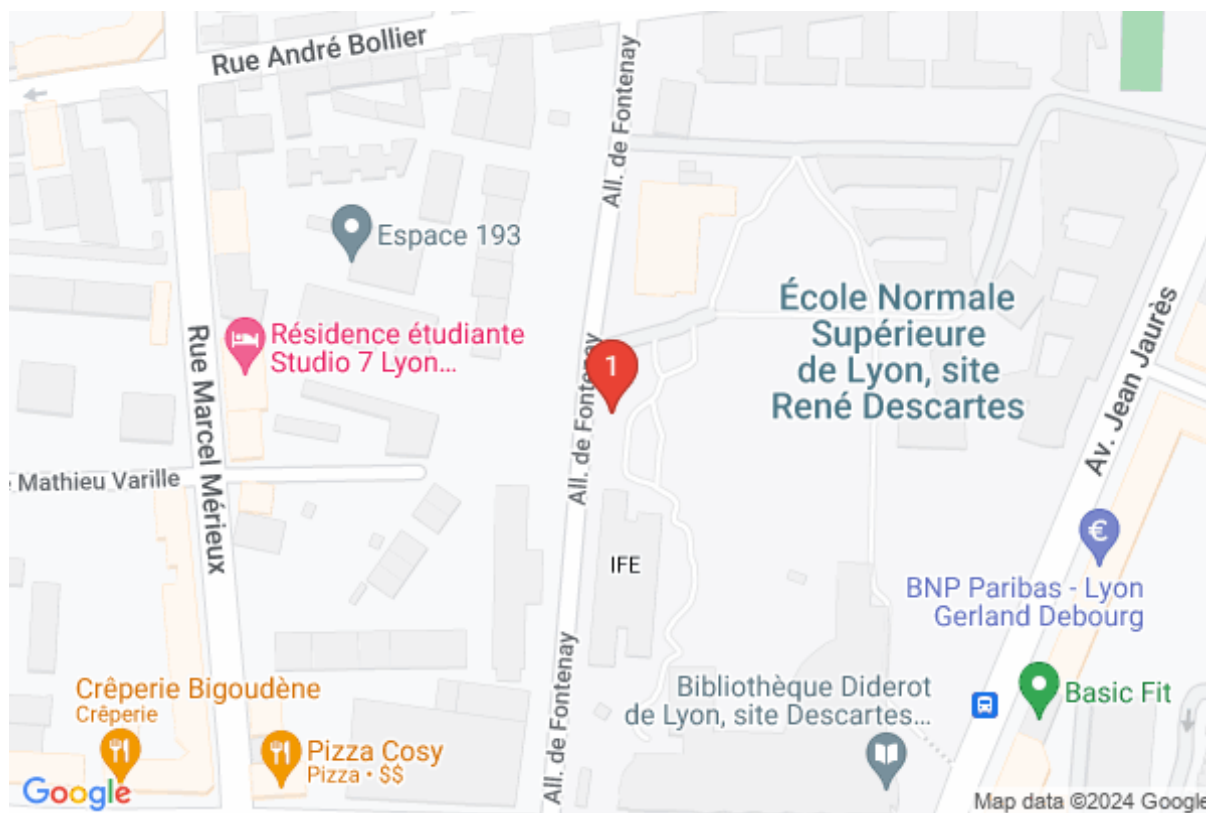 Rue André Bollier
All. de Fontenay
Espace 193
École Normale
Supérieure
de Lyon, site
René Descartes
Résidence étudiante
Studio 7 Lyon...
Rue Marcel Mérieux
All. de Fontenay
1
Av. Jean Jaurès
Mathieu Varille
IFE
BNP Paribas - Lyon
Gerland Debourg
€
All. de Fontenay
Bibliothèque Diderot
de Lyon, site Descartes...
Basic Fit
Crêperie Bigoudène
Crêperie
Pizza Cosy
Pizza • $$
Google
Map data ©2024 Google